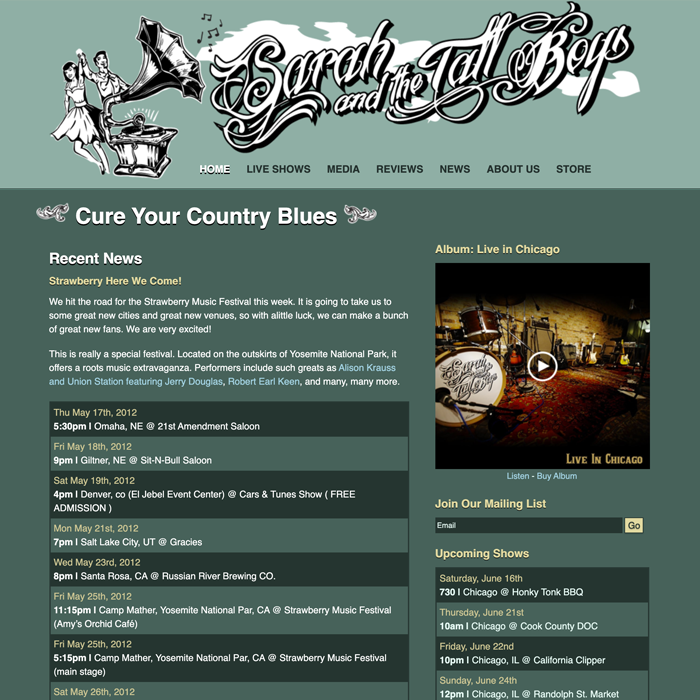 Sarah and the Tall Boys
HOME LIVE SHOWS MEDIA REVIEWS NEWS ABOUT US STORE
Cure Your Country Blues
Recent News
Strawberry Here We Come!
We hit the road for the Strawberry Music Festival this week. It is going to take us to
some great new cities and great new venues, so with alittle luck, we can make a bunch
of great new fans. We are very excited!
This is really a special festival. Located on the outskirts of Yosemite National Park, it
offers a roots music extravaganza. Performers include such greats as Alison Krauss
and Union Station featuring Jerry Douglas, Robert Earl Keen, and many, many more.
Thu May 17th, 2012
5:30pm | Omaha, NE @ 21st Amendment Saloon
Fri May 18th, 2012
9pm | Giltner, NE @ Sit-N-Bull Saloon
Sat May 19th, 2012
4pm | Denver, co (El Jebel Event Center) @ Cars & Tunes Show ( FREE
ADMISSION )
Mon May 21st, 2012
7pm | Salt Lake City, UT @ Gracies
Wed May 23rd, 2012
8pm | Santa Rosa, CA @ Russian River Brewing CO.
Fri May 25th, 2012
11:15pm | Camp Mather, Yosemite National Par, CA @ Strawberry Music Festival
(Amy's Orchid Café)
Fri May 25th, 2012
5:15pm | Camp Mather, Yosemite National Par, CA @ Strawberry Music Festival
(main stage)
Sat May 26th, 2012
Album: Live in Chicago
Sarah and the Tall Boys
LIVE IN CHICAGO
Listen - Buy Album
Join Our Mailing List
Email Go
Upcoming Shows
Saturday, June 16th
730 | Chicago @ Honky Tonk BBQ
Thursday, June 21st
10am | Chicago @ Cook County DOC
Friday, June 22nd
10pm | Chicago, IL @ California Clipper
Sunday, June 24th
12pm | Chicago, IL @ Randolph St. Market